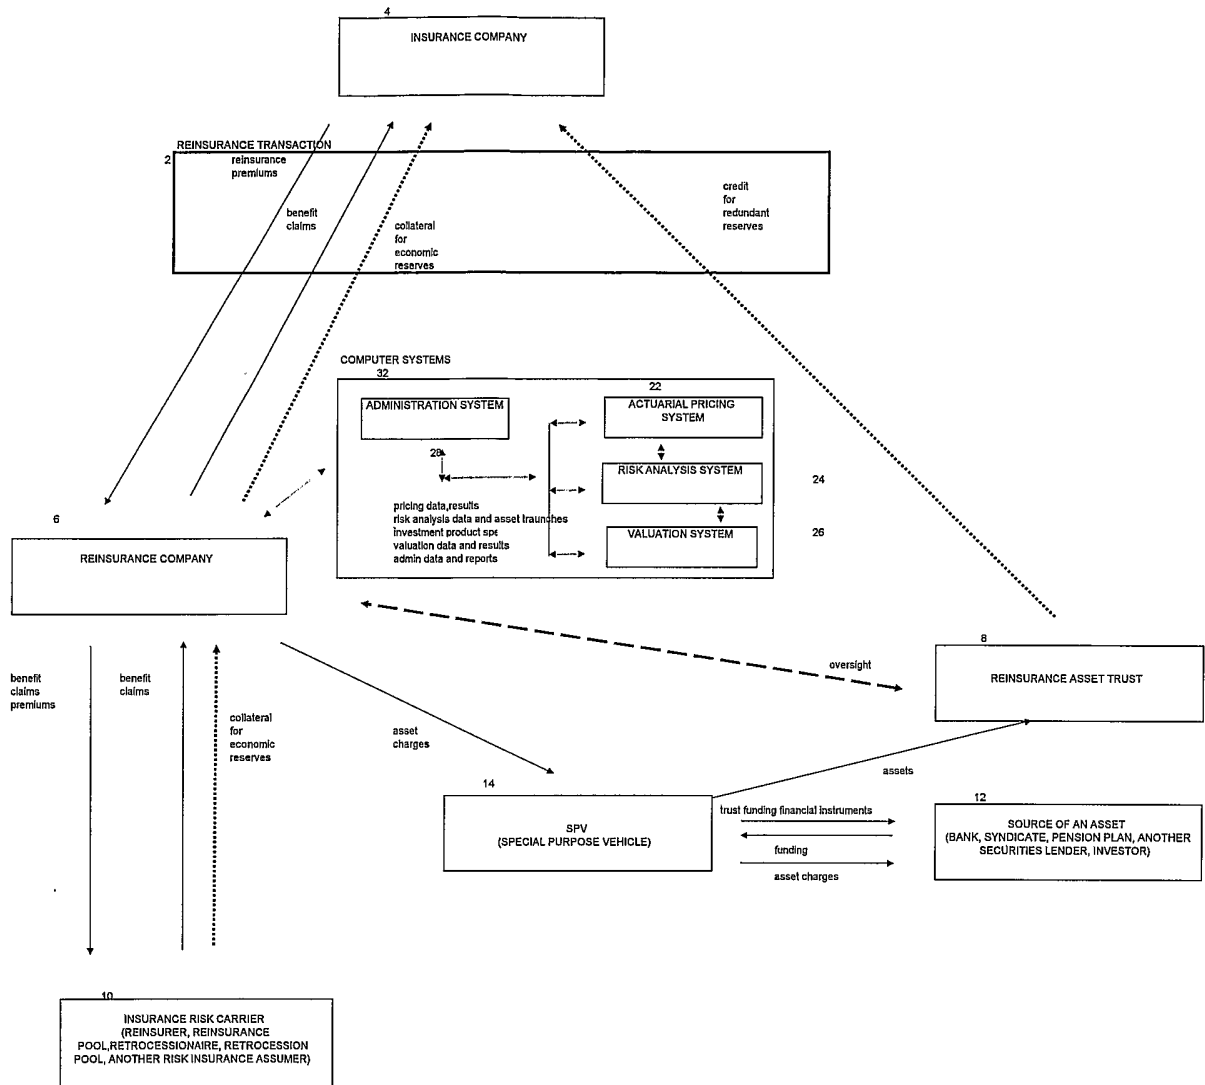 4
INSURANCE COMPANY
REINSURANCE TRANSACTION
2
reinsurance
premiums
benefit
claims
collateral
for
economic
reserves
credit
for
redundant
reserves
COMPUTER SYSTEMS
32
22
ADMINISTRATION SYSTEM
ACTUARIAL PRICING
SYSTEM
28
RISK ANALYSIS SYSTEM
24
pricing data,results
risk analysis data and asset traunches
investment product spe
valuation data and results
admin data and reports
VALUATION SYSTEM
26
6
REINSURANCE COMPANY
8
REINSURANCE ASSET TRUST
oversight
benefit
claims
premiums
benefit
claims
collateral
for
economic
reserves
asset
charges
assets
14
SPV
(SPECIAL PURPOSE VEHICLE)
trust funding financial instruments
funding
asset charges
12
SOURCE OF AN ASSET
(BANK, SYNDICATE, PENSION PLAN, ANOTHER
SECURITIES LENDER, INVESTOR)
10
INSURANCE RISK CARRIER
(REINSURER, REINSURANCE
POOL,RETROCESSIONAIRE, RETROCESSION
POOL, ANOTHER RISK INSURANCE ASSUMER)